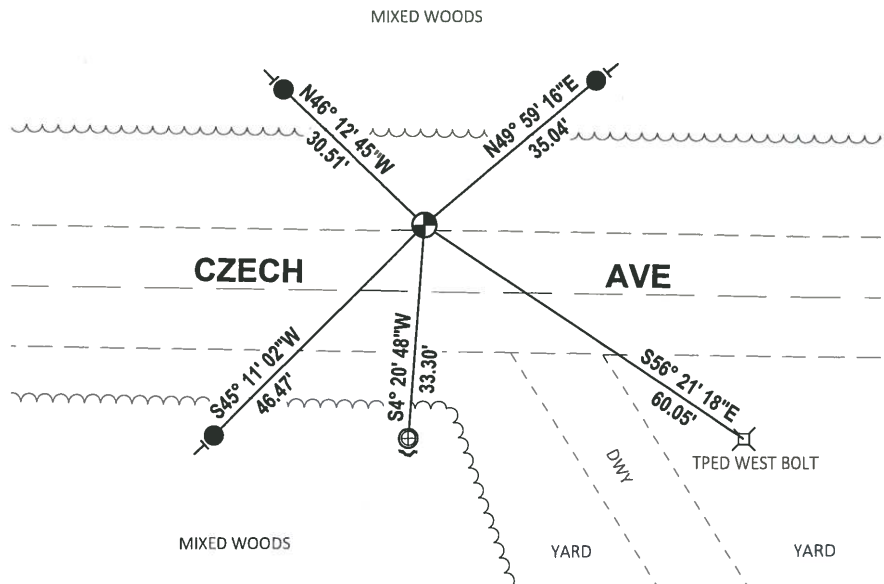 MIXED WOODS
N46° 12' 45"W
30.51'
N49° 59' 16"E
35.04'
CZECH AVE
S45° 11' 02"W
46.47'
S4° 20' 48"W
33.30'
S56° 21' 18"E
60.05'
TPED WEST BOLT
DWY
MIXED WOODS
YARD
YARD